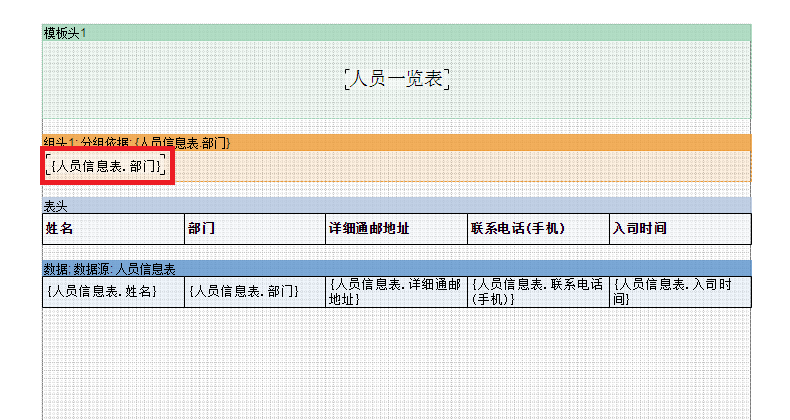 模板头1
人员一览表
组头1; 分组依据: {人员信息表.部门}
{人员信息表.部门}
表头
姓名 部门 详细通邮地址 联系电话(手机) 入司时间
数据; 数据源: 人员信息表
{人员信息表.姓名} {人员信息表.部门} {人员信息表.详细通邮 {人员信息表.联系电话 {人员信息表.入司时
地址} (手机)} 间}